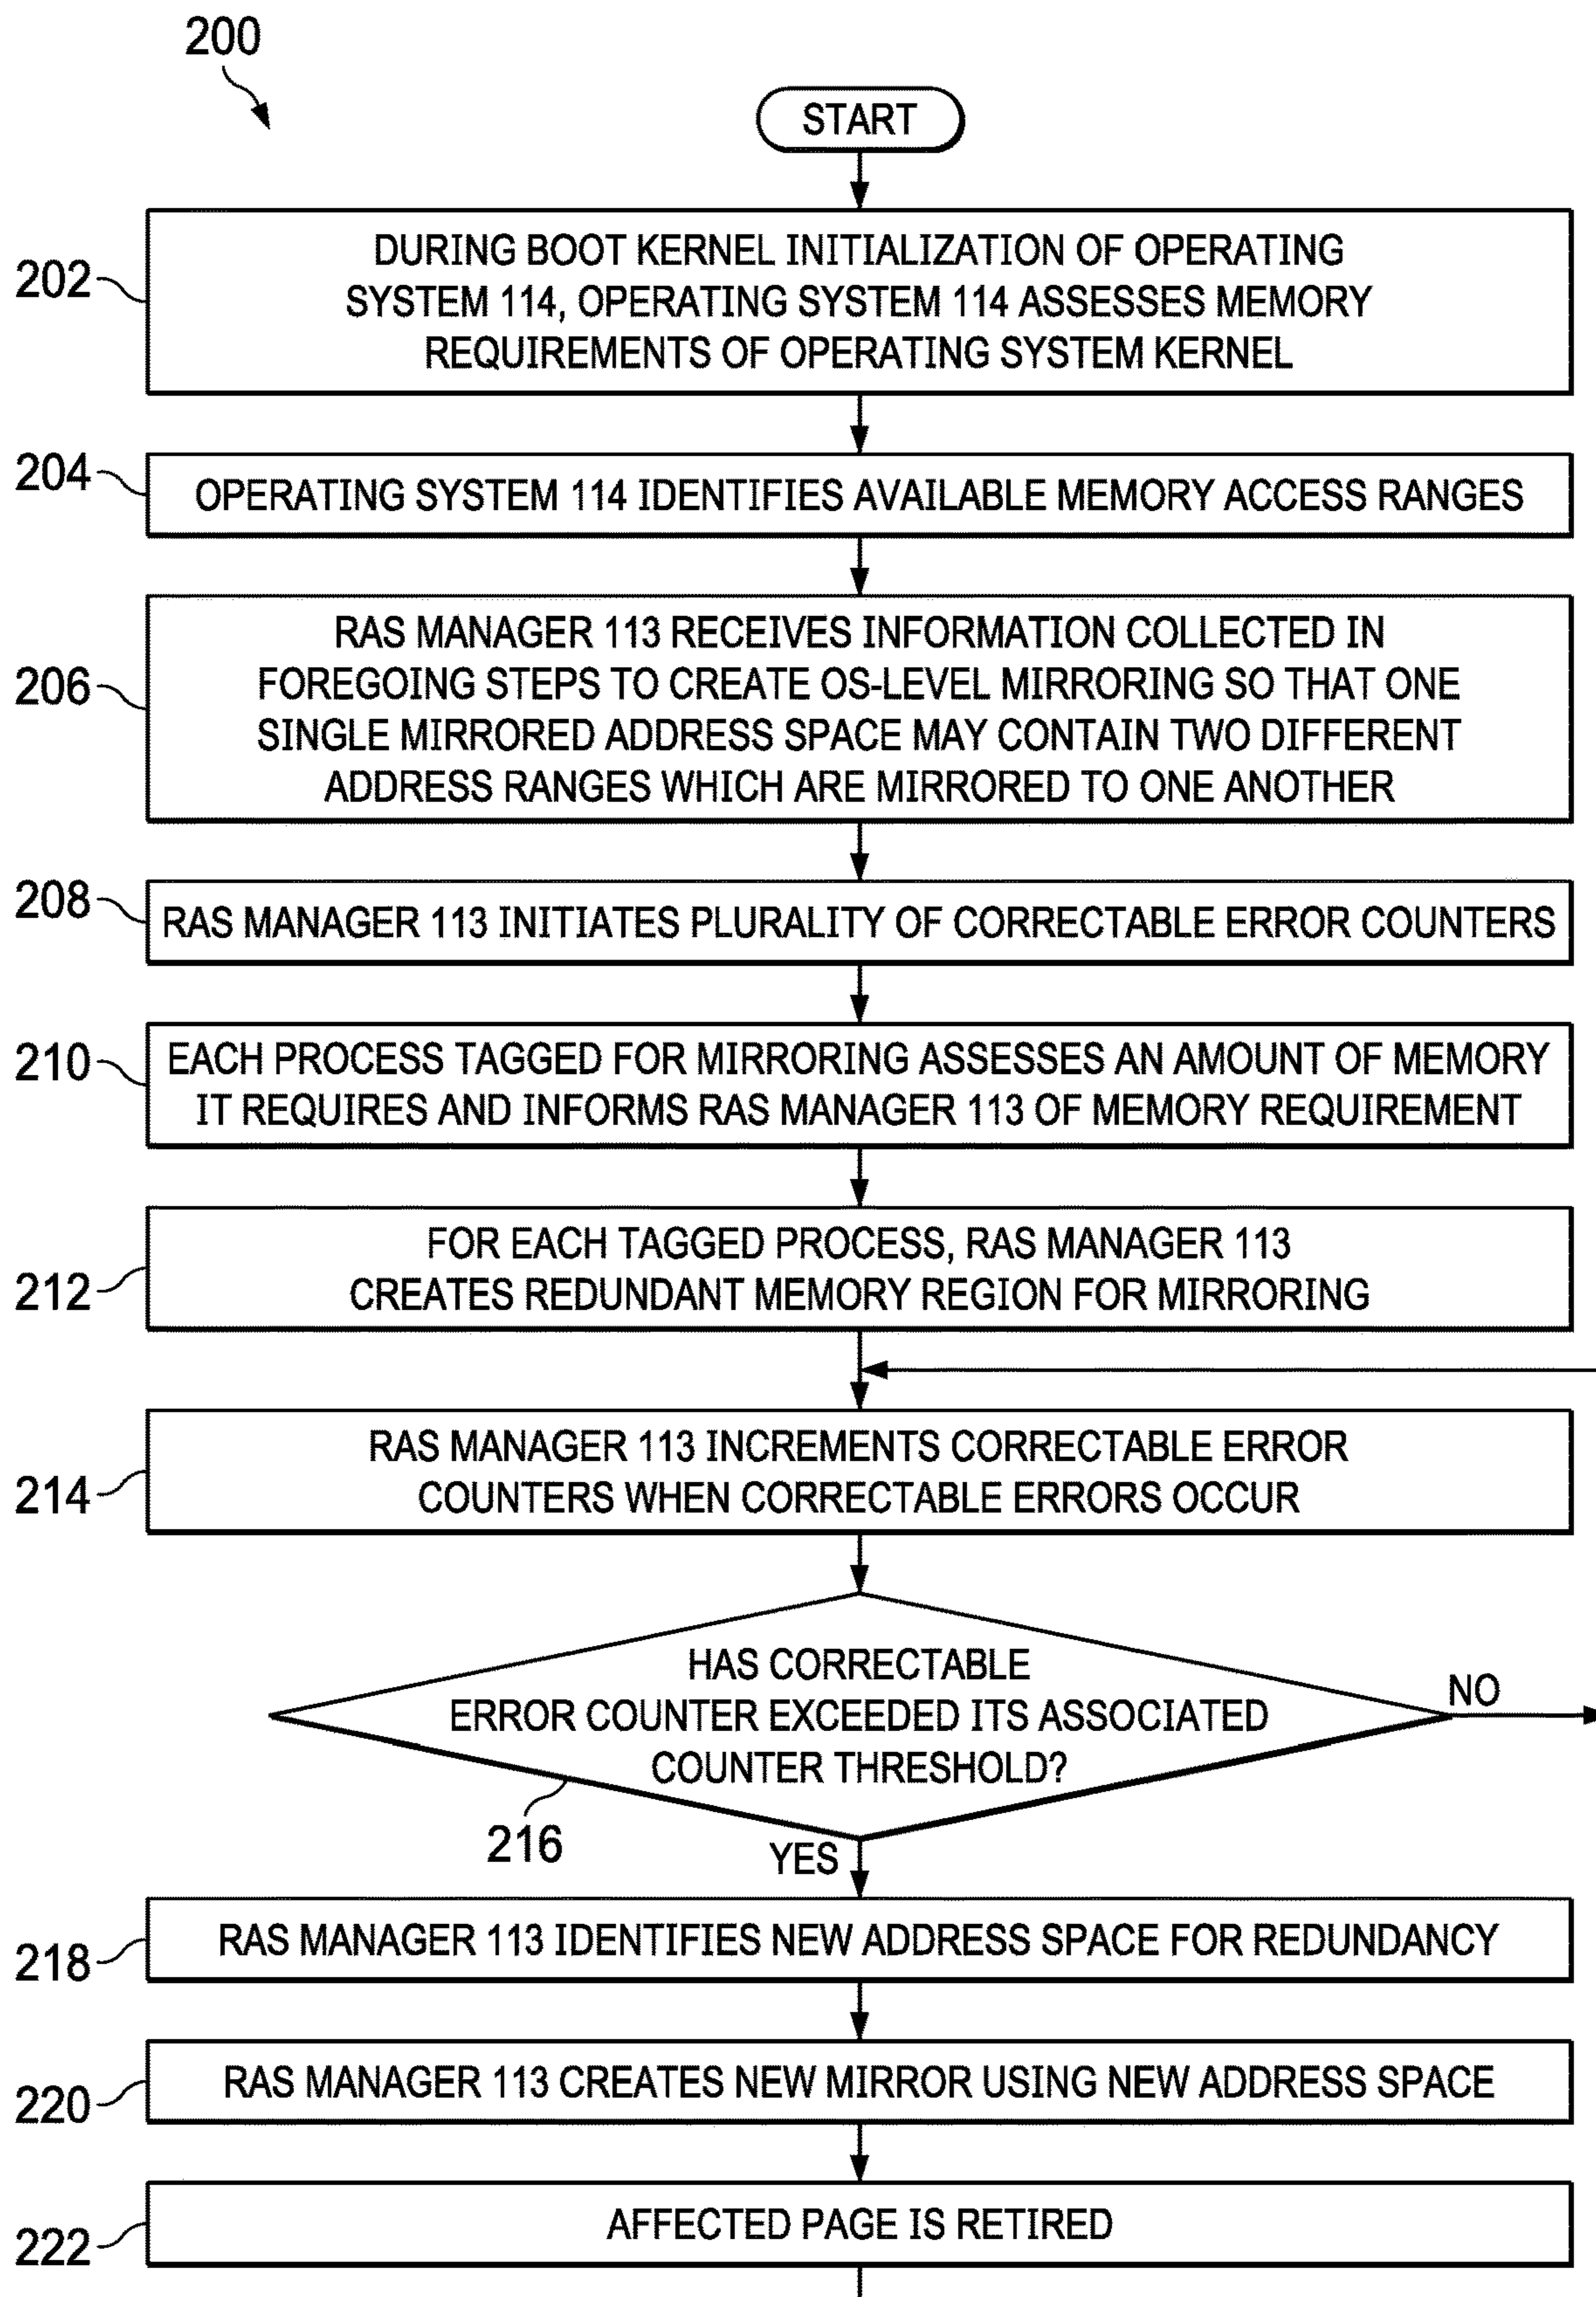 200
START
202
DURING BOOT KERNEL INITIALIZATION OF OPERATING
SYSTEM 114, OPERATING SYSTEM 114 ASSESSES MEMORY
REQUIREMENTS OF OPERATING SYSTEM KERNEL
204
OPERATING SYSTEM 114 IDENTIFIES AVAILABLE MEMORY ACCESS RANGES
206
RAS MANAGER 113 RECEIVES INFORMATION COLLECTED IN
FOREGOING STEPS TO CREATE OS-LEVEL MIRRORING SO THAT ONE
SINGLE MIRRORED ADDRESS SPACE MAY CONTAIN TWO DIFFERENT
ADDRESS RANGES WHICH ARE MIRRORED TO ONE ANOTHER
208
RAS MANAGER 113 INITIATES PLURALITY OF CORRECTABLE ERROR COUNTERS
210
EACH PROCESS TAGGED FOR MIRRORING ASSESSES AN AMOUNT OF MEMORY
IT REQUIRES AND INFORMS RAS MANAGER 113 OF MEMORY REQUIREMENT
212
FOR EACH TAGGED PROCESS, RAS MANAGER 113
CREATES REDUNDANT MEMORY REGION FOR MIRRORING
214
RAS MANAGER 113 INCREMENTS CORRECTABLE ERROR
COUNTERS WHEN CORRECTABLE ERRORS OCCUR
HAS CORRECTABLE
ERROR COUNTER EXCEEDED ITS ASSOCIATED
COUNTER THRESHOLD?
NO
216
YES
218
RAS MANAGER 113 IDENTIFIES NEW ADDRESS SPACE FOR REDUNDANCY
220
RAS MANAGER 113 CREATES NEW MIRROR USING NEW ADDRESS SPACE
222
AFFECTED PAGE IS RETIRED